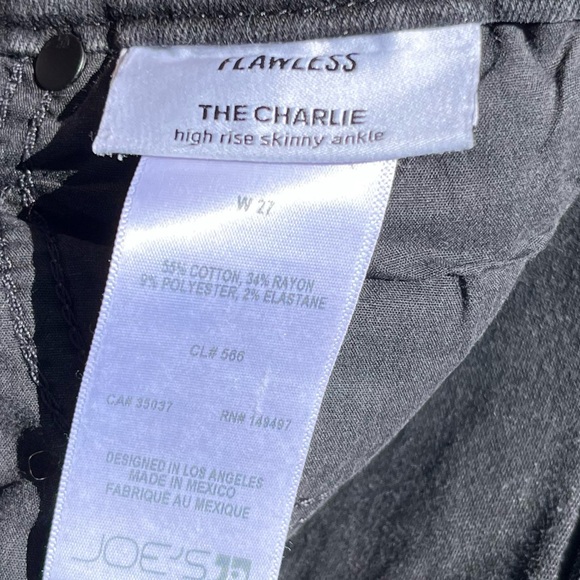 FLAWLESS
THE CHARLIE
high rise skinny ankle
W 27
55% COTTON, 34% RAYON
9% POLYESTER, 2% ELASTANE
CL# 566
CA# 35037 RN# 149497
DESIGNED IN LOS ANGELES
MADE IN MEXICO
FABRIQUÉ AU MEXIQUE
JOE'S